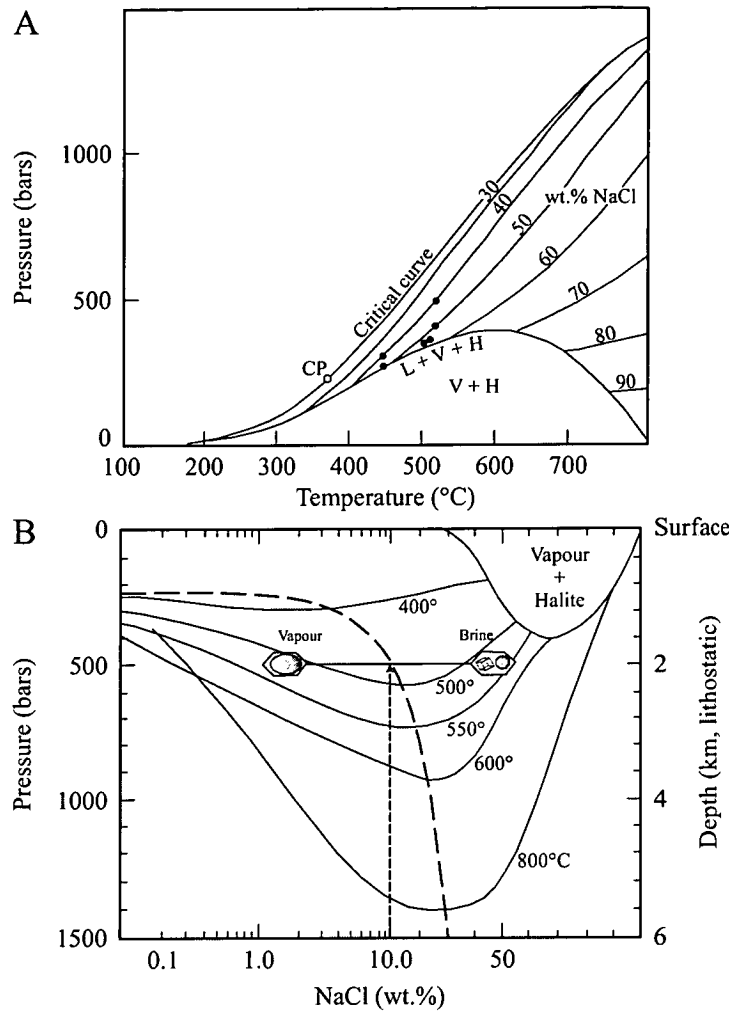 A
1000
500
0
Pressure (bars)
CP
Critical curve
30
40
50
60
70
80
90
wt.% NaCl
L + V + H
V + H
100 200 300 400 500 600 700
Temperature (°C)
B
0
500
1000
1500
Pressure (bars)
Surface
2
4
6
Depth (km, lithostatic)
Vapour
+
Halite
400°
Vapour
Brine
500°
550°
600°
800°C
0.1 1.0 10.0 50
NaCl (wt.%)